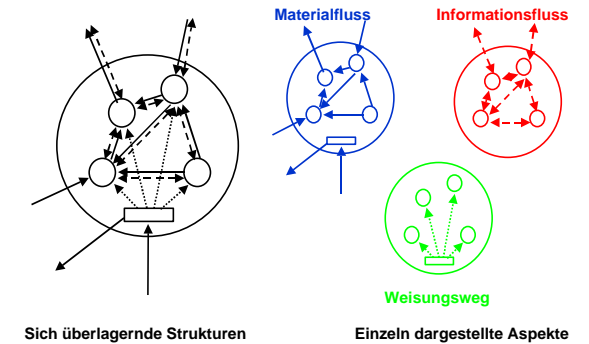 Materialfluss
Informationsfluss
Weisungsweg
Sich überlagernde Strukturen
Einzeln dargestellte Aspekte